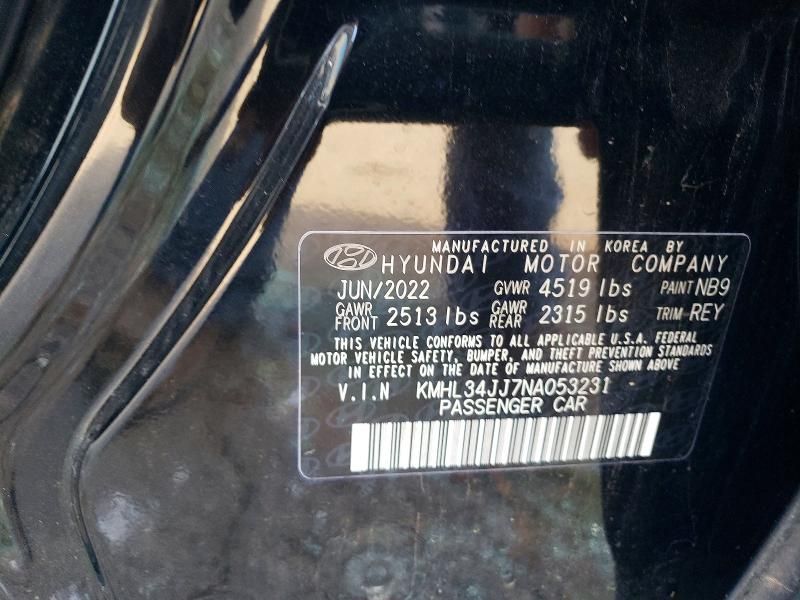 MANUFACTURED IN KOREA BY
HYUNDAI MOTOR COMPANY
JUN/2022 GVWR 4519 lbs PAINT NB9
GAWR FRONT 2513 lbs GAWR REAR 2315 lbs TRIM- REY
THIS VEHICLE CONFORMS TO ALL APPLICABLE U.S.A. FEDERAL
MOTOR VEHICLE SAFETY, BUMPER, AND THEFT PREVENTION STANDARDS
IN EFFECT ON THE DATE OF MANUFACTURE SHOWN ABOVE
V.I.N KMHL34JJ7NA053231
PASSENGER CAR